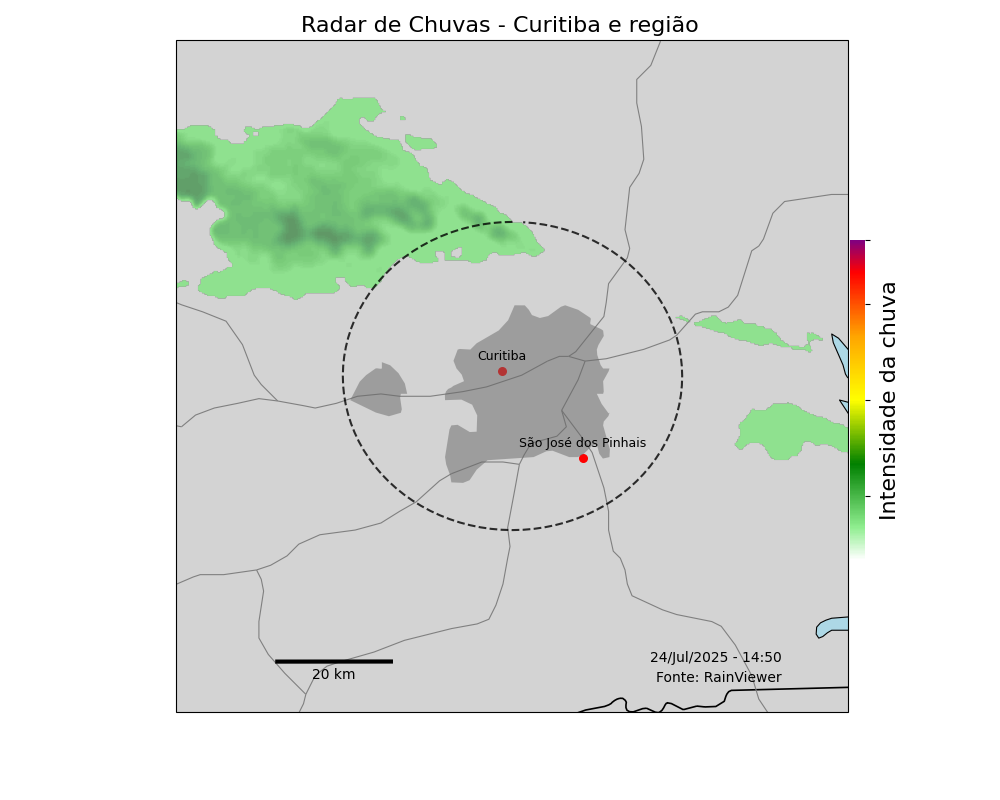 Radar de Chuvas - Curitiba e região
Curitiba
São José dos Pinhais
Intensidade da chuva
24/Jul/2025 - 14:50
Fonte: RainViewer
20 km